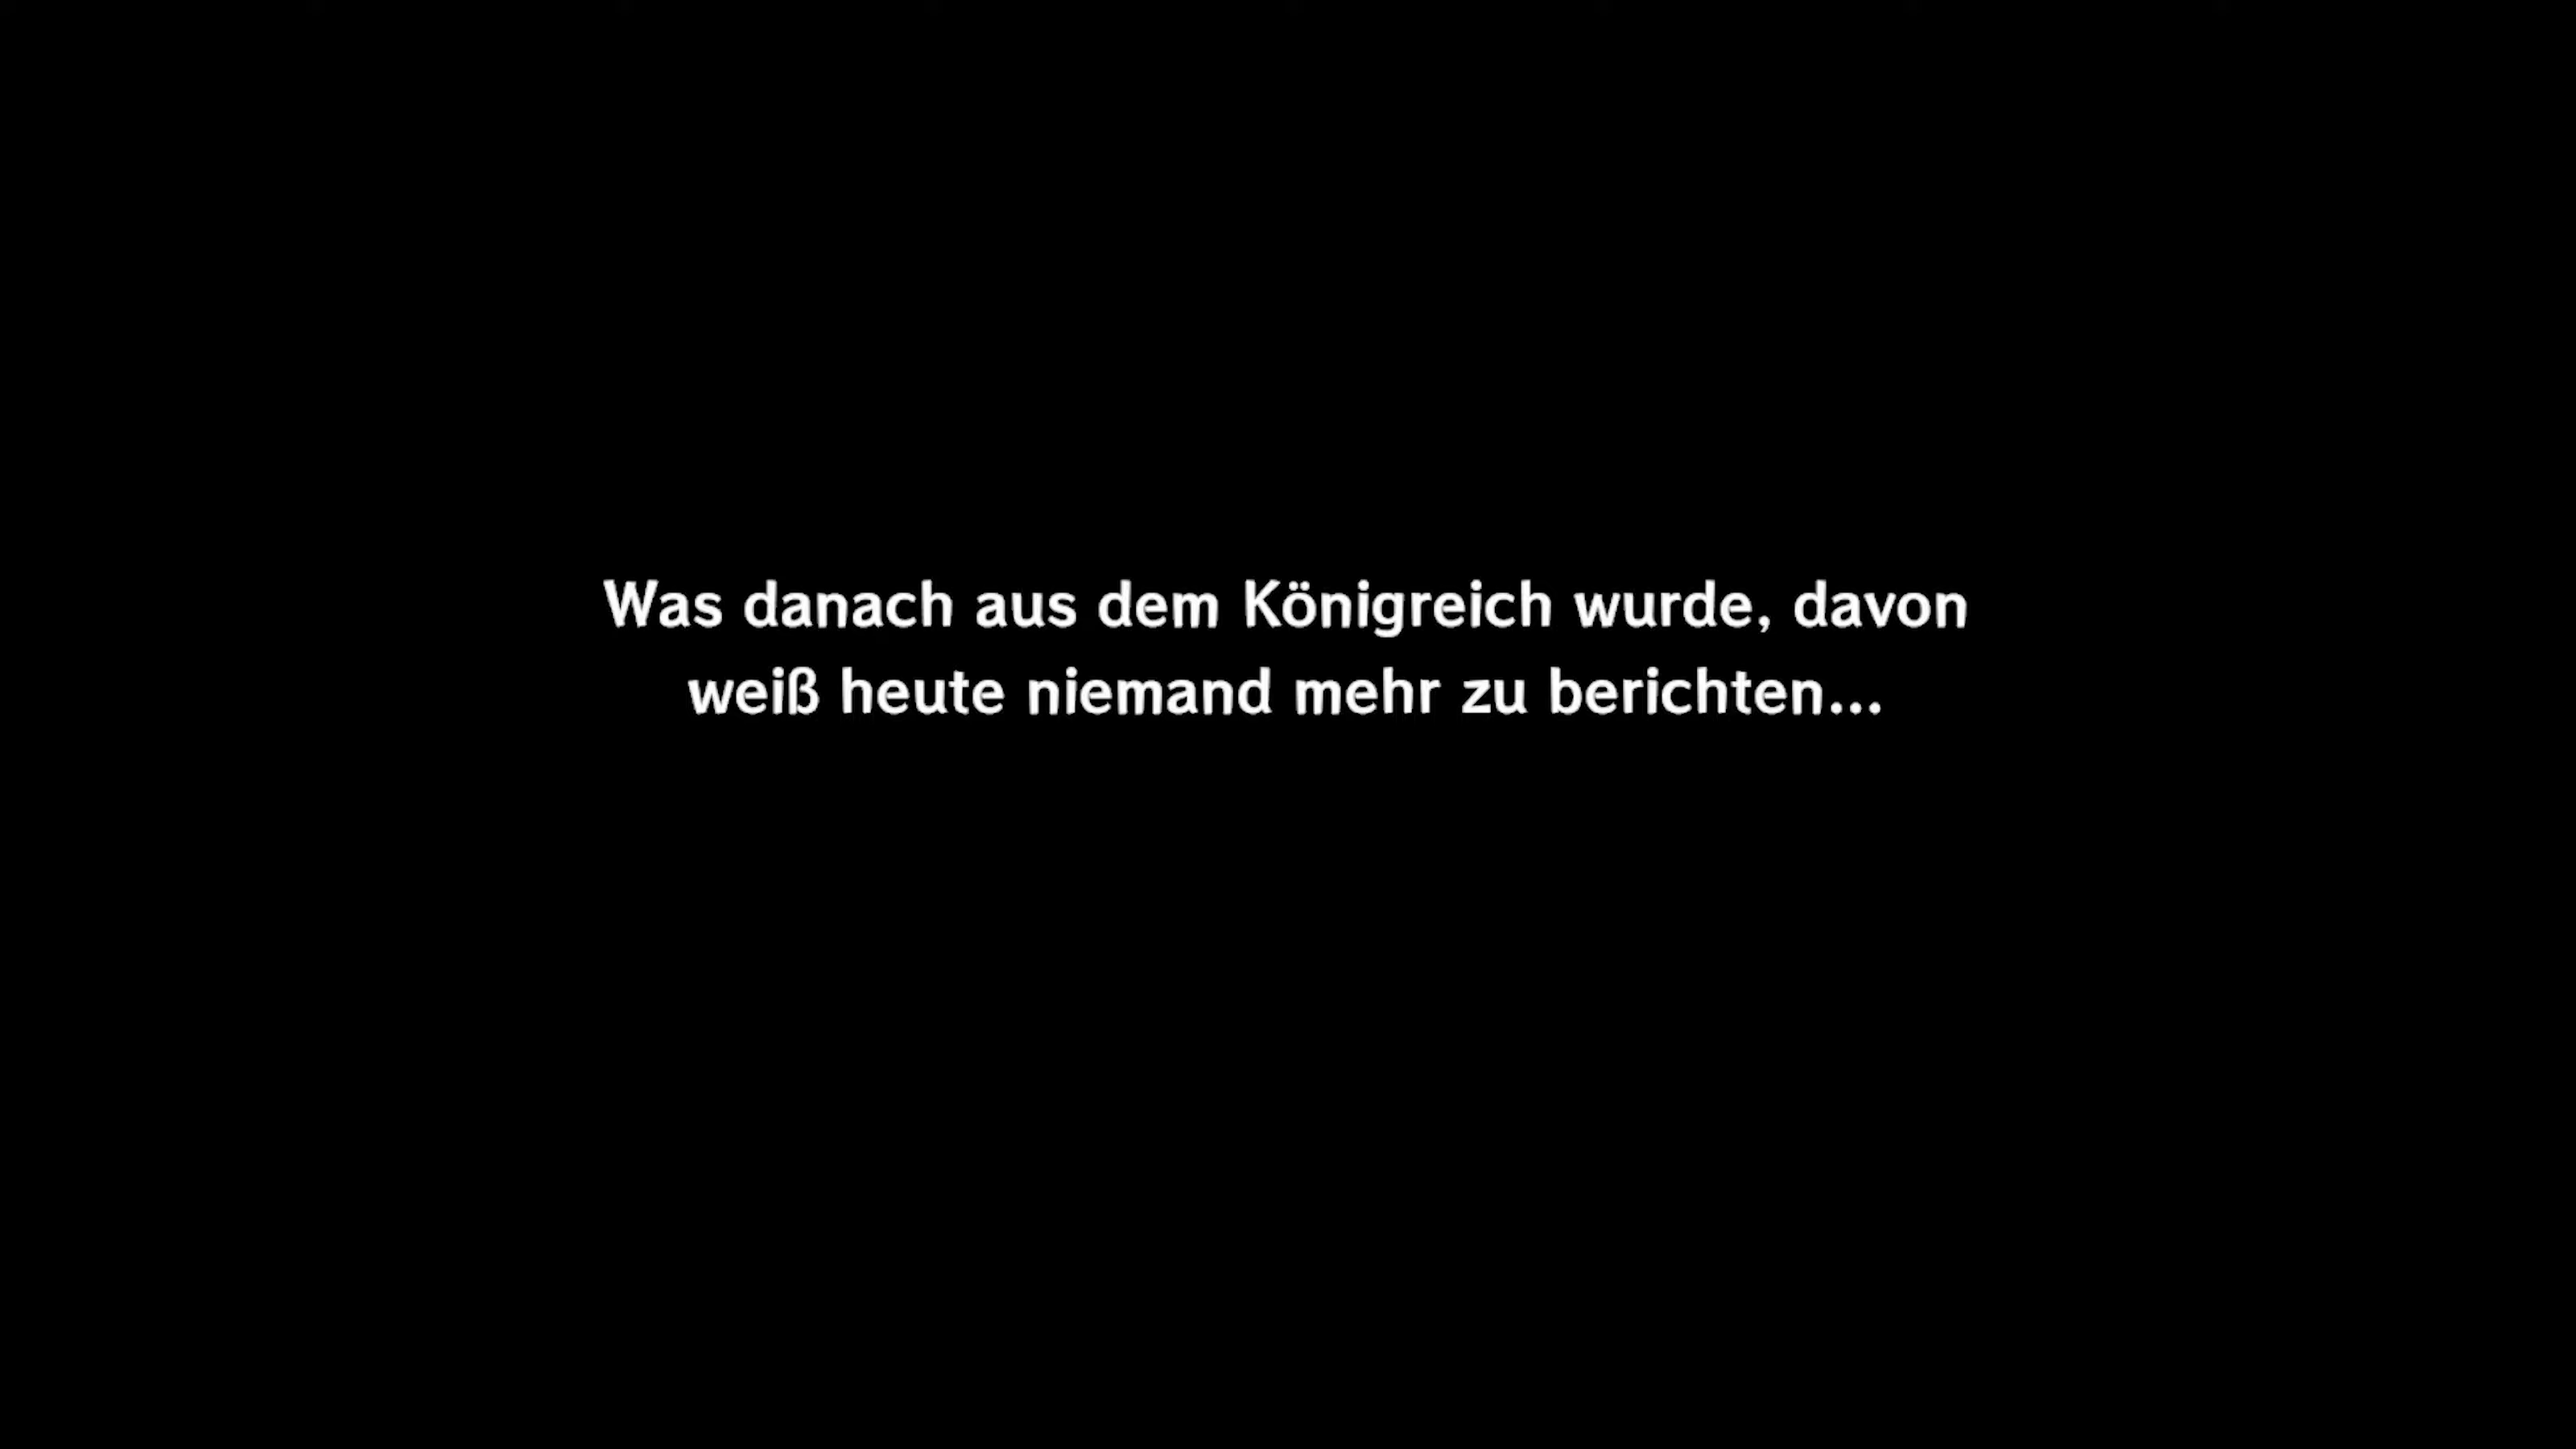 Was danach aus dem Königreich wurde, davon
weiß heute niemand mehr zu berichten...